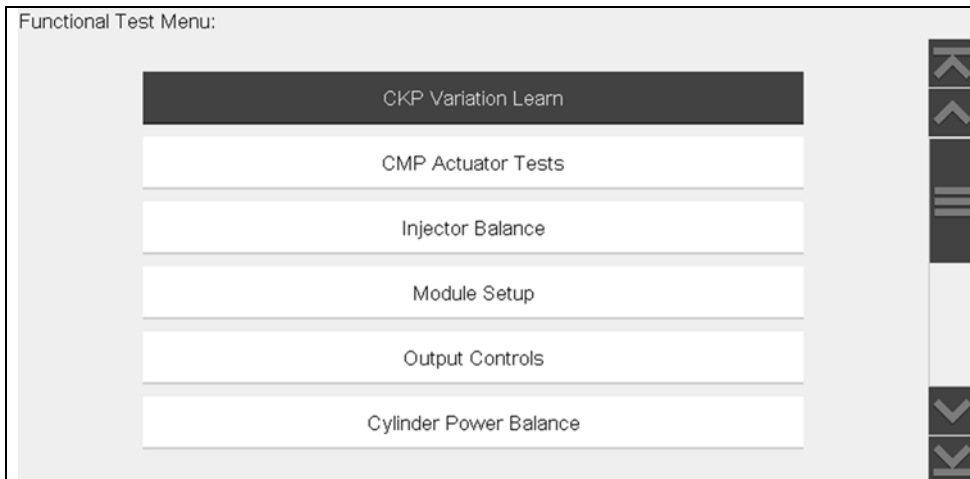 Functional Test Menu:
CKP Variation Learn
CMP Actuator Tests
Injector Balance
Module Setup
Output Controls
Cylinder Power Balance